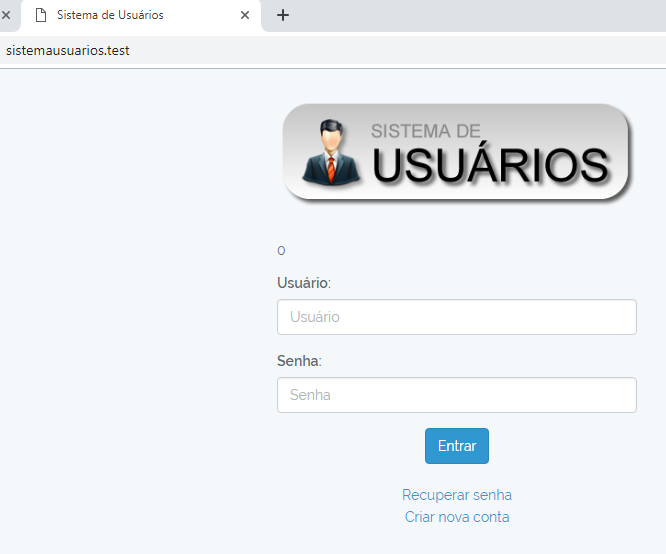 Sistema de Usuários
sistemausuarios.test
SISTEMA DE
USUÁRIOS
0
Usuário:
Usuário
Senha:
Senha
Entrar
Recuperar senha
Criar nova conta